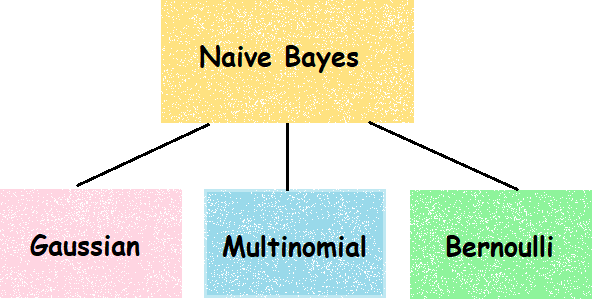 Naive Bayes
Gaussian
Multinomial
Bernoulli